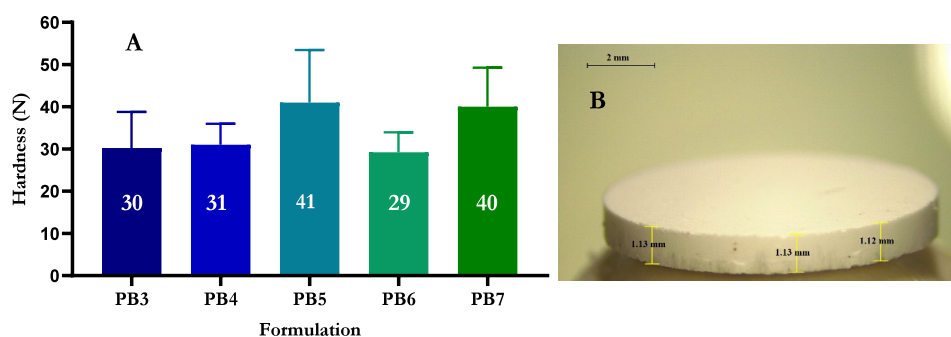 A
Hardness (N)
60
50
40
30
20
10
0
30
31
41
29
40
PB3
PB4
PB5
PB6
PB7
Formulation
2 mm
B
1.13 mm
1.13 mm
1.12 mm